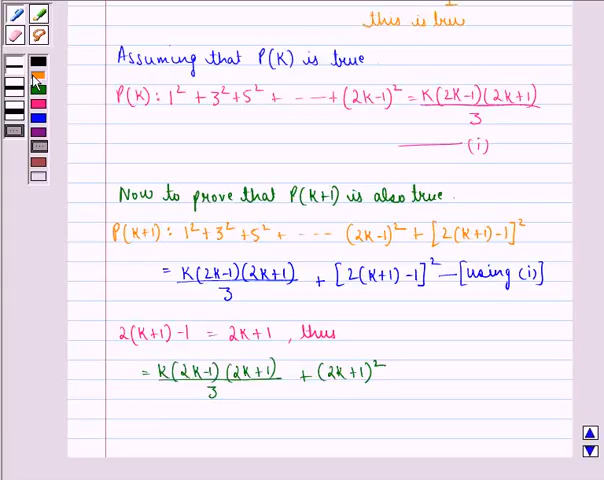 1
this is true
Assuming that P(K) is true
P(K): 1² + 3² + 5² + - - - - + (2K-1)² = K(2K-1)(2K+1)/3
——— (i)
Now to prove that P(K+1) is also true.
P(K+1): 1² + 3² + 5² + - - - - (2K-1)² + [2(K+1)-1]²
= K(2K-1)(2K+1)/3 + [2(K+1)-1]² — [using (i)]
2(K+1)-1 = 2K+1, thus
= K(2K-1)(2K+1)/3 + (2K+1)²